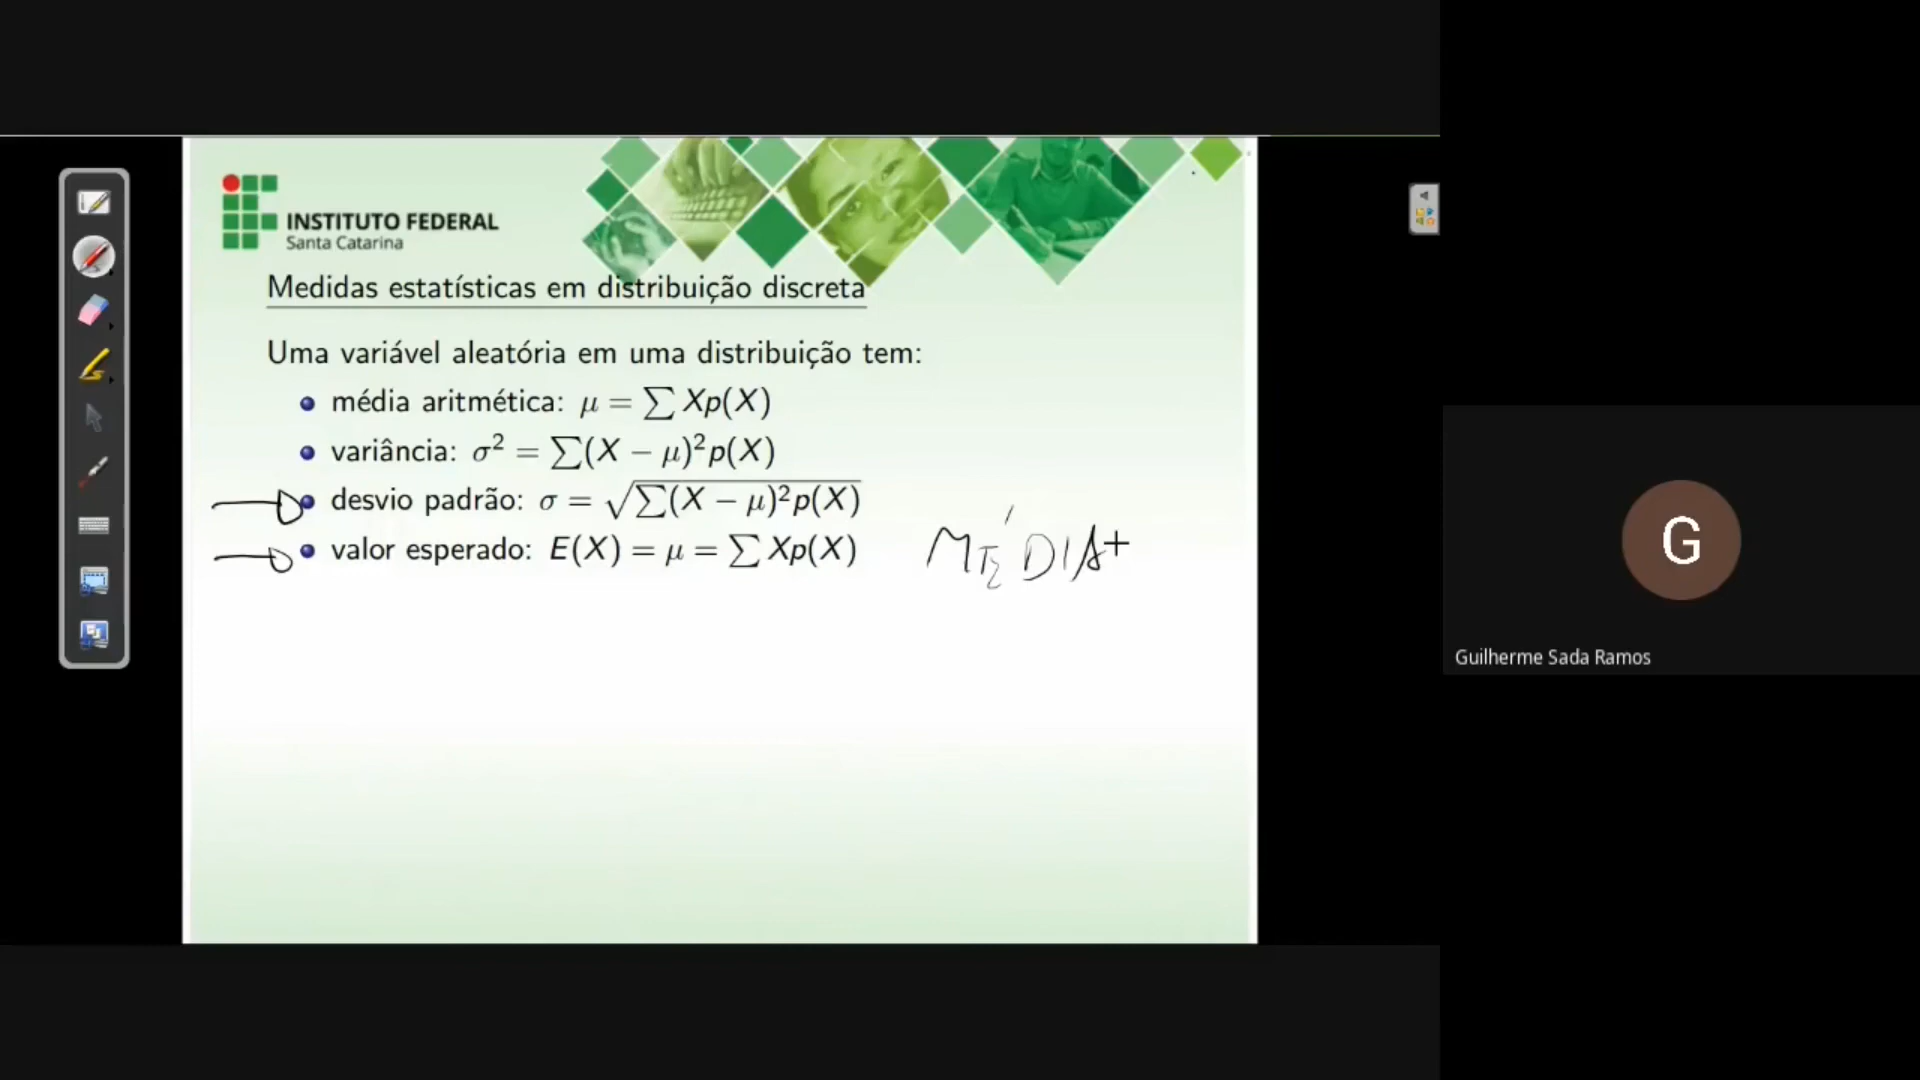 INSTITUTO FEDERAL
Santa Catarina
Medidas estatísticas em distribuição discreta
Uma variável aleatória em uma distribuição tem:
média aritmética: μ = ∑ Xp(X)
variância: σ² = ∑(X − μ)²p(X)
desvio padrão: σ = √∑(X − μ)²p(X)
valor esperado: E(X) = μ = ∑ Xp(X)
MÉDIA
G
Guilherme Sada Ramos